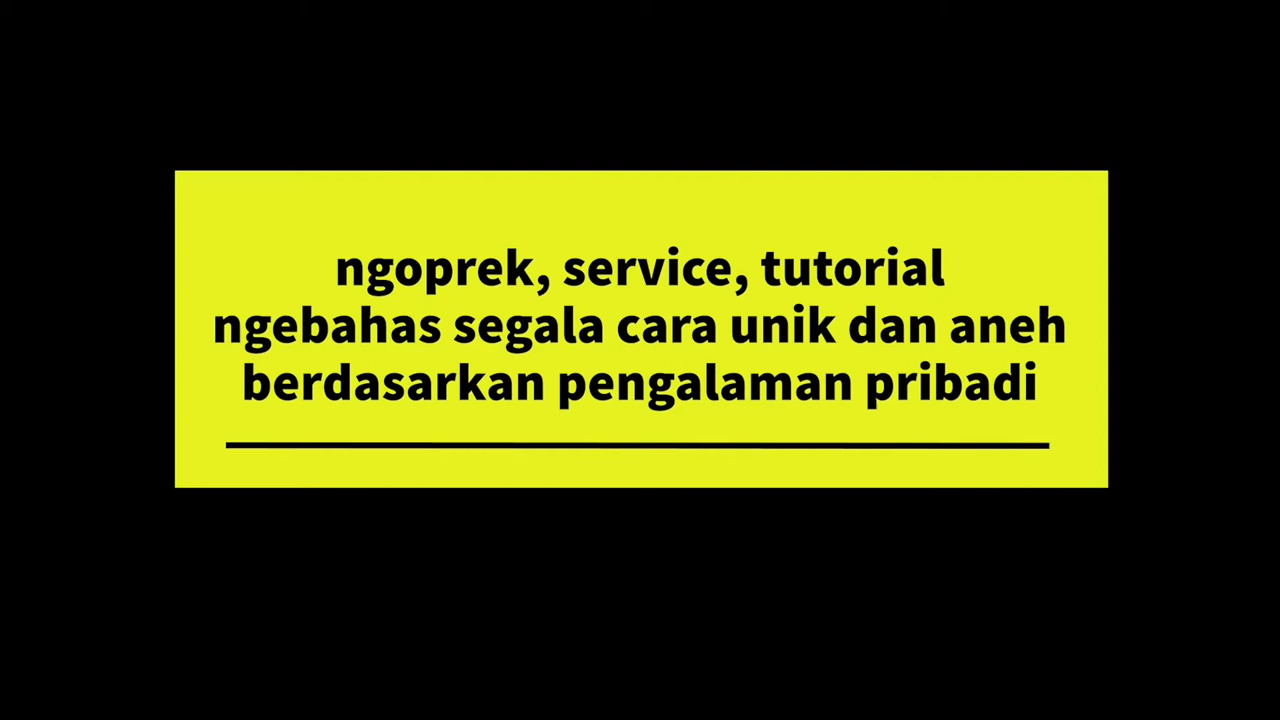 ngoprek, service, tutorial
ngebahas segala cara unik dan aneh
berdasarkan pengalaman pribadi